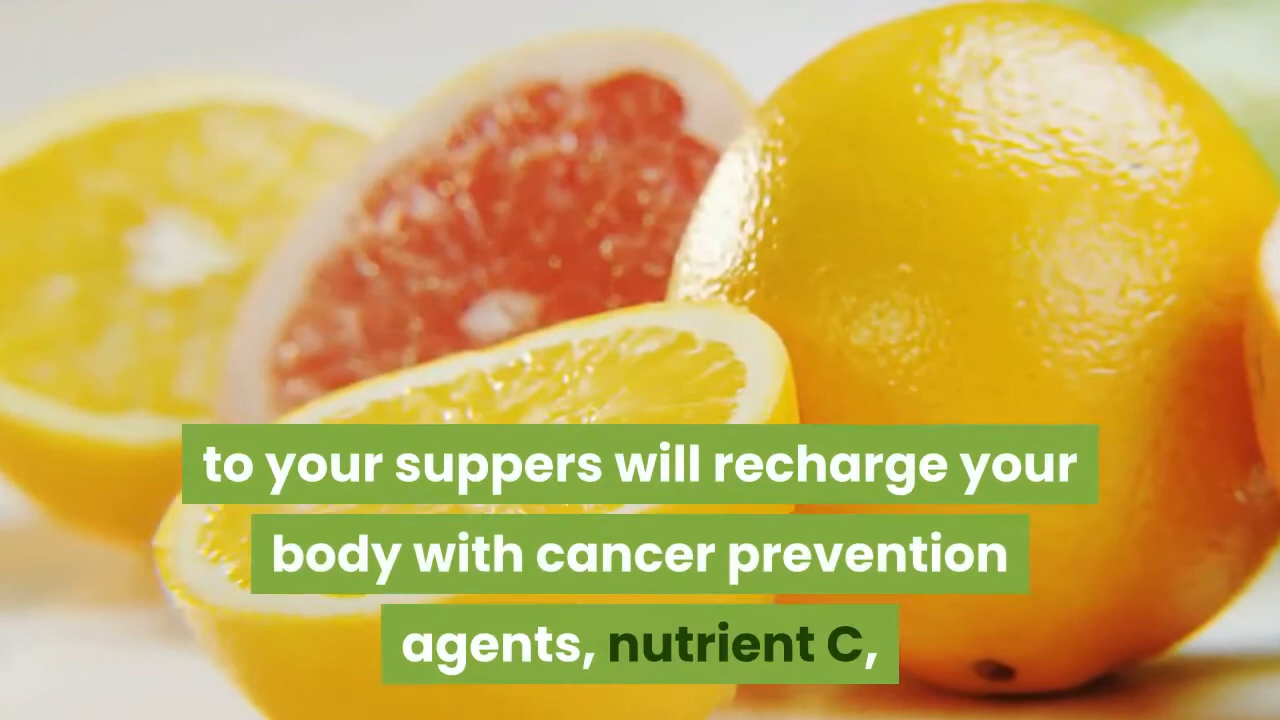 to your suppers will recharge your
body with cancer prevention
agents, nutrient C,